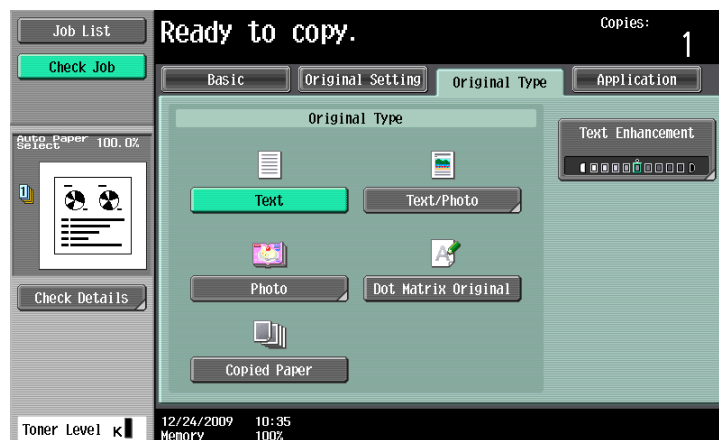 Job List
Check Job
Ready to copy.
Copies:
1
Basic
Original Setting
Original Type
Application
Auto Paper
Select
100.0%
1
Check Details
Toner Level K
Original Type
Text
Text/Photo
Photo
Dot Matrix Original
Copied Paper
Text Enhancement
12/24/2009 10:35
Memory 100%